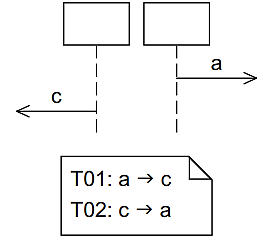 a
c
T01: a → c
T02: c → a